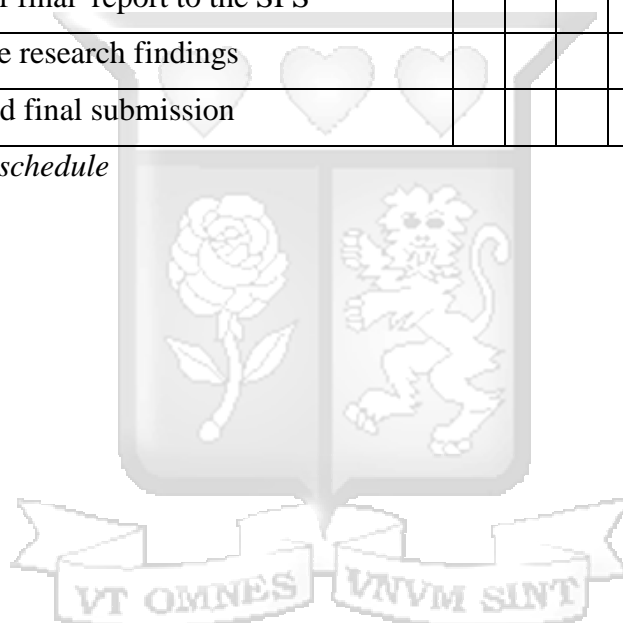 final report to the SPS
e research findings
d final submission
schedule
VT OMNES VNVM SINT